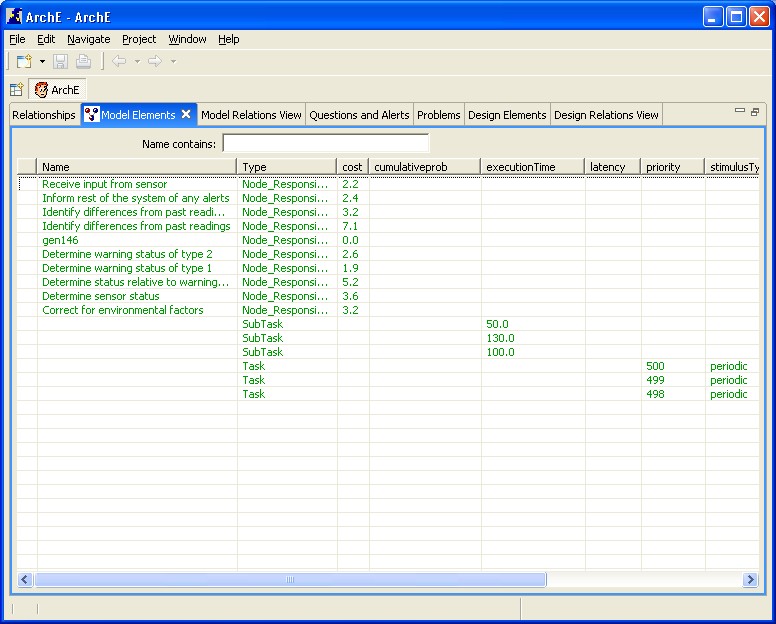 ArchE - ArchE
File Edit Navigate Project Window Help
ArchE
Relationships Model Elements Model Relations View Questions and Alerts Problems Design Elements Design Relations View
Name contains:
Name Type cost cumulativeprob executionTime latency priority stimulusTy
Receive input from sensor Node_Responsi... 2.2
Inform rest of the system of any alerts Node_Responsi... 2.4
Identify differences from past readi... Node_Responsi... 3.2
Identify differences from past readings Node_Responsi... 7.1
gen146 Node_Responsi... 0.0
Determine warning status of type 2 Node_Responsi... 2.6
Determine warning status of type 1 Node_Responsi... 1.9
Determine status relative to warning... Node_Responsi... 5.2
Determine sensor status Node_Responsi... 3.6
Correct for environmental factors Node_Responsi... 3.2
SubTask 50.0
SubTask 130.0
SubTask 100.0
Task 500 periodic
Task 499 periodic
Task 498 periodic